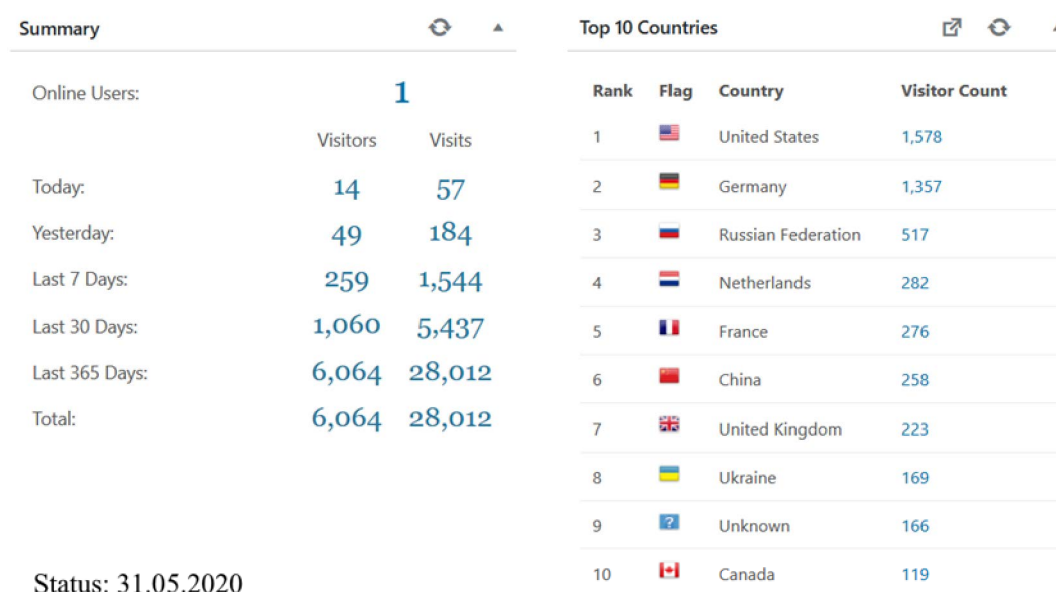 Summary
Online Users: 1
Visitors Visits
Today: 14 57
Yesterday: 49 184
Last 7 Days: 259 1,544
Last 30 Days: 1,060 5,437
Last 365 Days: 6,064 28,012
Total: 6,064 28,012
Status: 31.05.2020
Top 10 Countries
Rank Flag Country Visitor Count
1 United States 1,578
2 Germany 1,357
3 Russian Federation 517
4 Netherlands 282
5 France 276
6 China 258
7 United Kingdom 223
8 Ukraine 169
9 ? Unknown 166
10 Canada 119